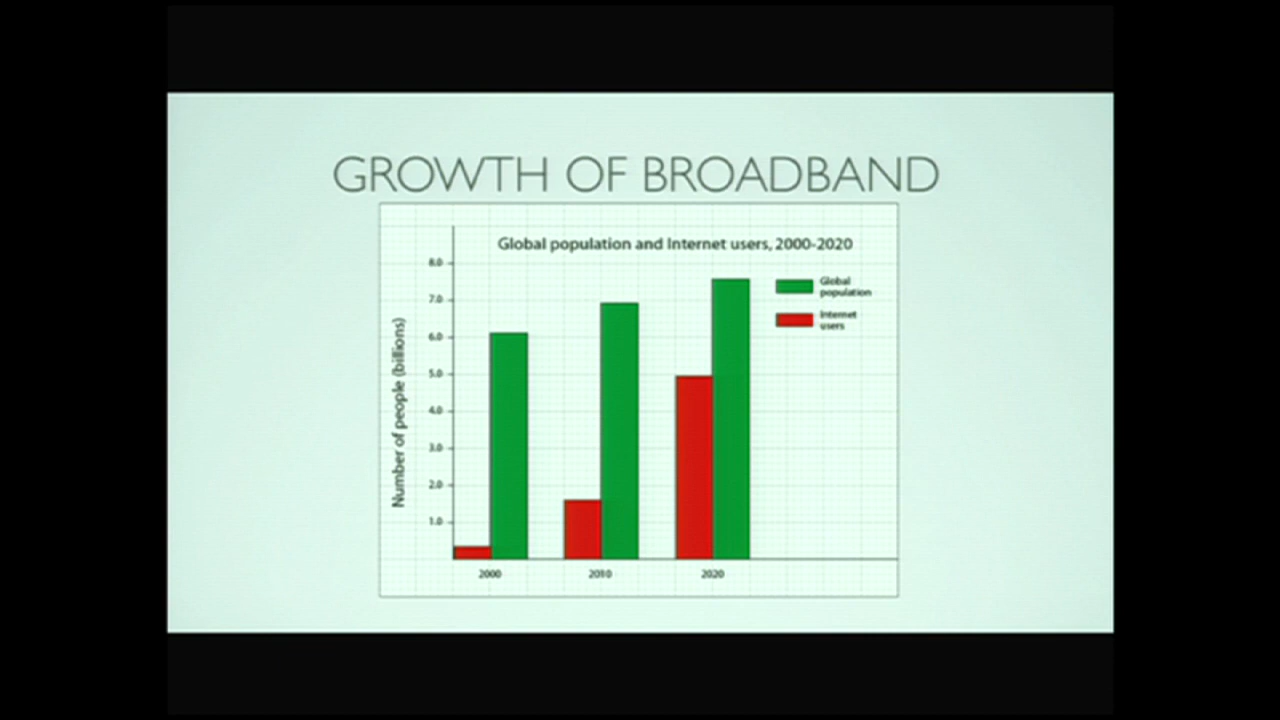 GROWTH OF BROADBAND
Global population and Internet users, 2000-2020
Number of people (billions)
8.0
7.0
6.0
5.0
4.0
3.0
2.0
1.0
Global
population
Internet
users
2000
2010
2020